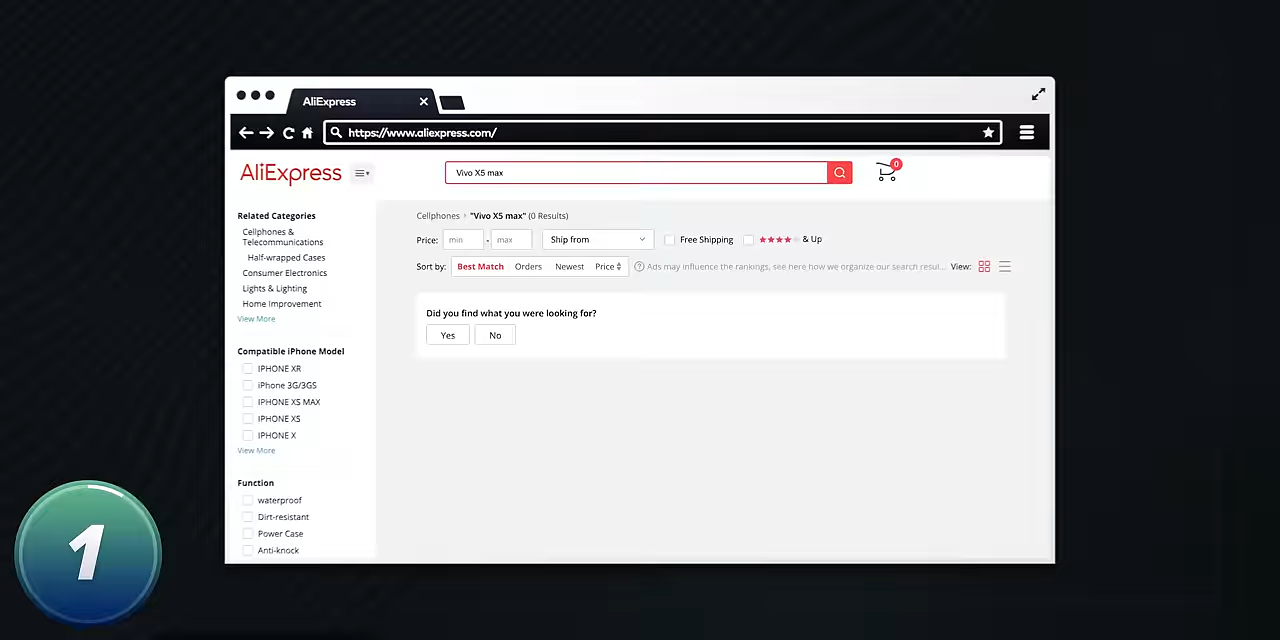 AliExpress
https://www.aliexpress.com/
AliExpress
Vivo X5 max
0
Cellphones > "Vivo X5 max" (0 Results)
Price: min - max Ship from Free Shipping & Up
Sort by: Best Match Orders Newest Price ? Ads may influence the rankings, see here how we organize our search resul... View:
Did you find what you were looking for?
Yes No
Related Categories
Cellphones &
Telecommunications
Half-wrapped Cases
Consumer Electronics
Lights & Lighting
Home Improvement
View More
Compatible iPhone Model
IPHONE XR
iPhone 3G/3GS
IPHONE XS MAX
IPHONE XS
IPHONE X
View More
Function
waterproof
Dirt-resistant
Power Case
Anti-knock
1